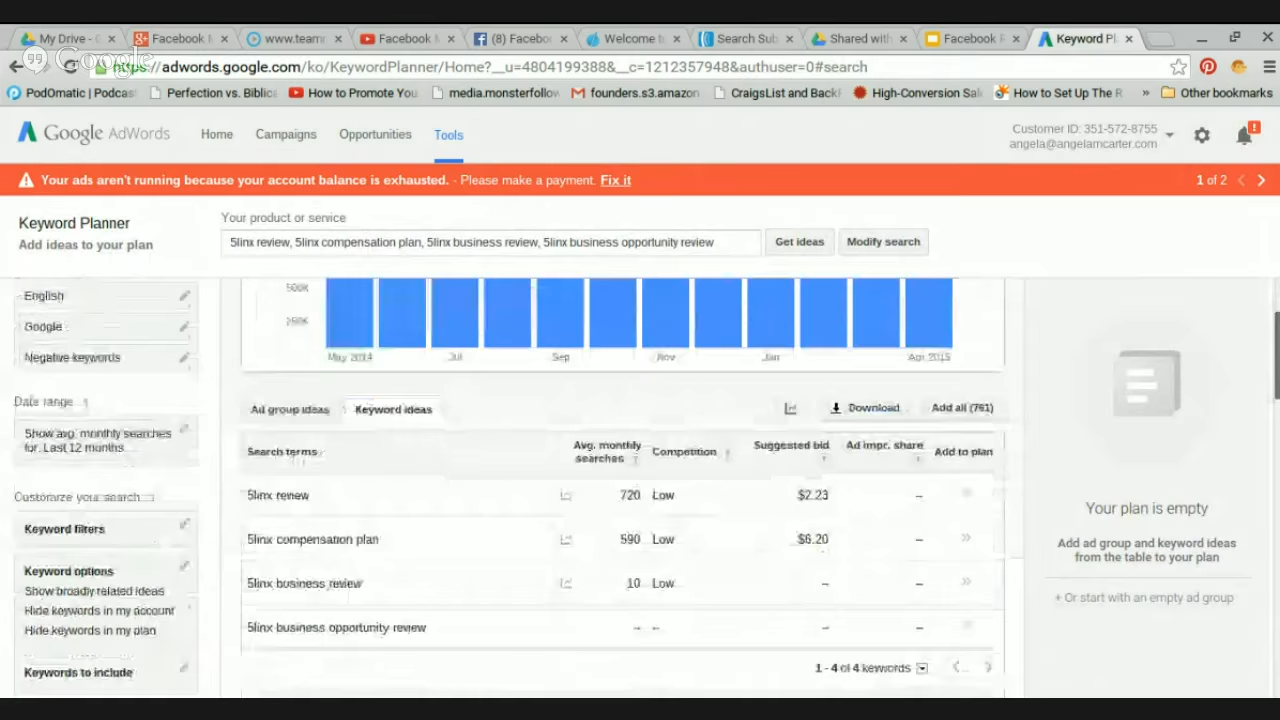 My Drive - G
Facebook M
www.teamc
Facebook M
(8) Faceboo
Welcome t
Search Sub
Shared with
Facebook F
Keyword Pl
Google
https://adwords.google.com/ko/KeywordPlanner/Home?__u=4804199388&__c=1212357948&authuser=0#search
PodOmatic | Podcas
Perfection vs. Biblica
How to Promote You
media.monsterfollow
founders.s3.amazon
CraigsList and Back
High-Conversion Sal
How to Set Up The R
»
Other bookmarks
Google AdWords
Home
Campaigns
Opportunities
Tools
Customer ID: 351-572-8755
angela@angelamcarter.com
Your ads aren't running because your account balance is exhausted. - Please make a payment. Fix it
1 of 2
Keyword Planner
Add ideas to your plan
Your product or service
5linx review, 5linx compensation plan, 5linx business review, 5linx business opportunity review
Get ideas
Modify search
English
Google
Negative keywords
Date range
Show avg. monthly searches
for: Last 12 months
Customize your search
Keyword filters
Keyword options
Show broadly related ideas
Hide keywords in my account
Hide keywords in my plan
Keywords to include
500K
250K
May 2014
Jul
Sep
Nov
Jan
Apr 2015
Ad group ideas
Keyword ideas
Download
Add all (761)
Search terms
Avg. monthly
searches
Competition
Suggested bid
Ad impr. share
Add to plan
5linx review 720 Low $2.23 –
5linx compensation plan 590 Low $6.20 – »
5linx business review 10 Low – – »
5linx business opportunity review – – – –
1 - 4 of 4 keywords
Your plan is empty
Add ad group and keyword ideas
from the table to your plan
+ Or start with an empty ad group